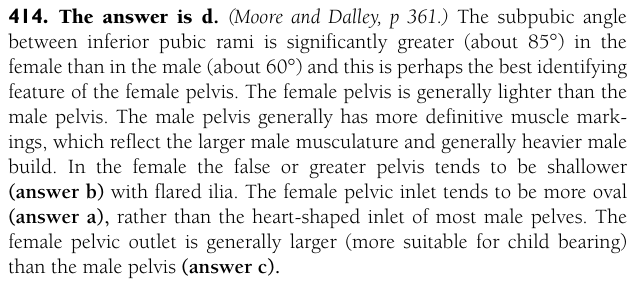 414. The answer is d. (Moore and Dalley, p 361.) The subpubic angle
between inferior pubic rami is significantly greater (about 85°) in the
female than in the male (about 60°) and this is perhaps the best identifying
feature of the female pelvis. The female pelvis is generally lighter than the
male pelvis. The male pelvis generally has more definitive muscle mark-
ings, which reflect the larger male musculature and generally heavier male
build. In the female the false or greater pelvis tends to be shallower
(answer b) with flared ilia. The female pelvic inlet tends to be more oval
(answer a), rather than the heart-shaped inlet of most male pelves. The
female pelvic outlet is generally larger (more suitable for child bearing)
than the male pelvis (answer c).